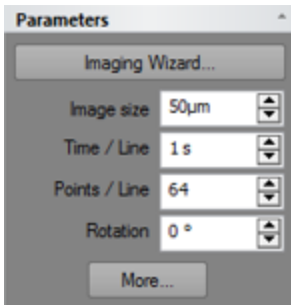 Parameters
Imaging Wizard...
Image size 50µm
Time / Line 1 s
Points / Line 64
Rotation 0 °
More...